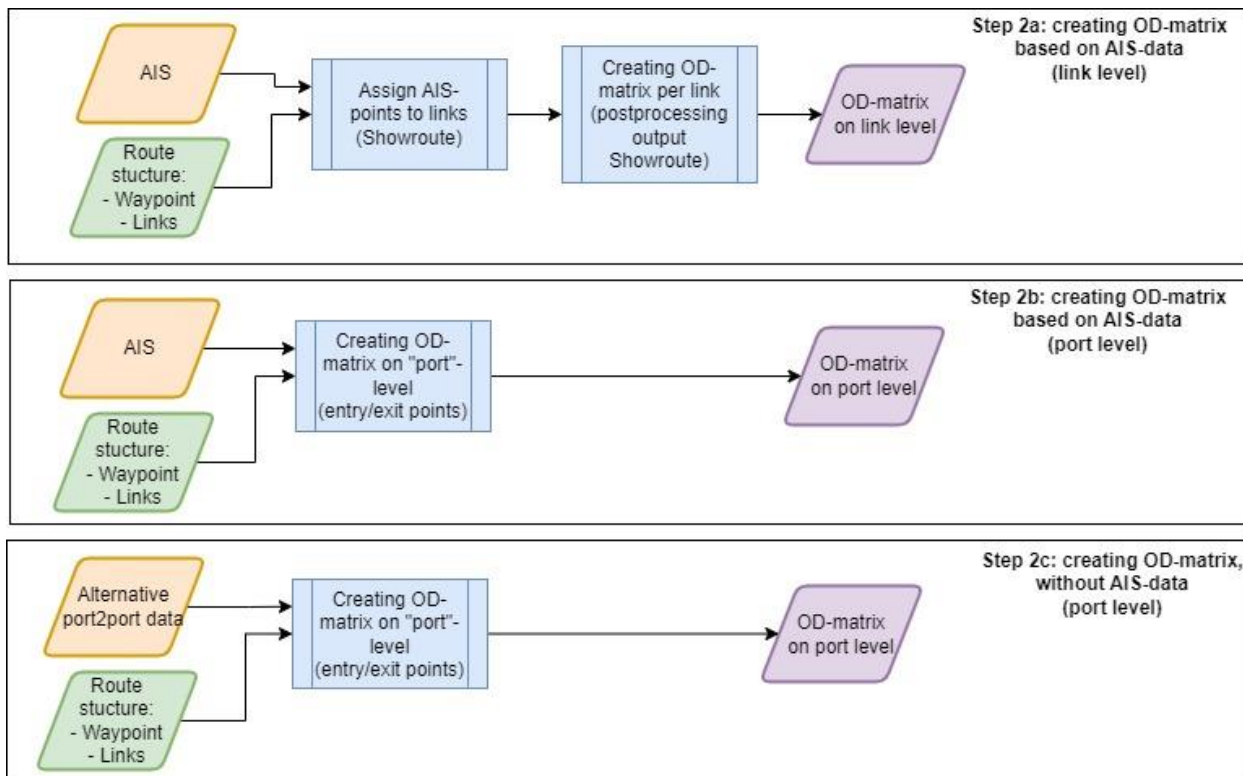 Step 2a: creating OD-matrix
based on AIS-data
(link level)
AIS
Route
stucture:
- Waypoint
- Links
Assign AIS-
points to links
(Showroute)
Creating OD-
matrix per link
(postprocessing
output
Showroute)
OD-matrix
on link level
Step 2b: creating OD-matrix
based on AIS-data
(port level)
AIS
Route
stucture:
- Waypoint
- Links
Creating OD-
matrix on "port"-
level
(entry/exit points)
OD-matrix
on port level
Step 2c: creating OD-matrix,
without AIS-data
(port level)
Alternative
port2port data
Route
stucture:
- Waypoint
- Links
Creating OD-
matrix on "port"-
level
(entry/exit points)
OD-matrix
on port level